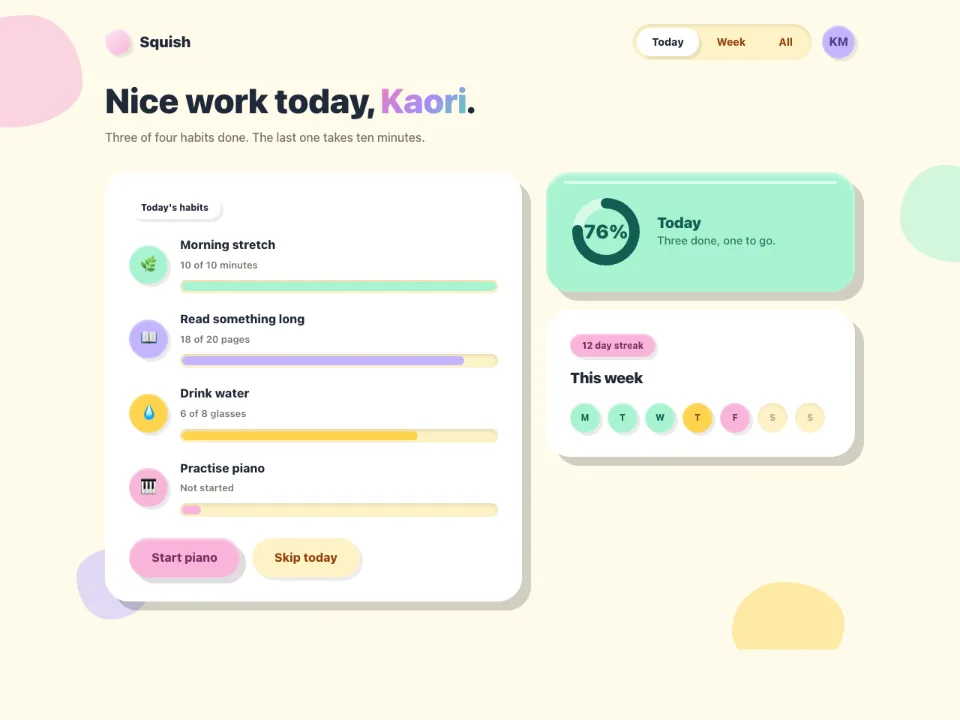 Squish
Today
Week
All
KM
Nice work today, Kaori.
Three of four habits done. The last one takes ten minutes.
Today's habits
Morning stretch
10 of 10 minutes
Read something long
18 of 20 pages
Drink water
6 of 8 glasses
Practise piano
Not started
Start piano
Skip today
76%
Today
Three done, one to go.
12 day streak
This week
M T W T F S S